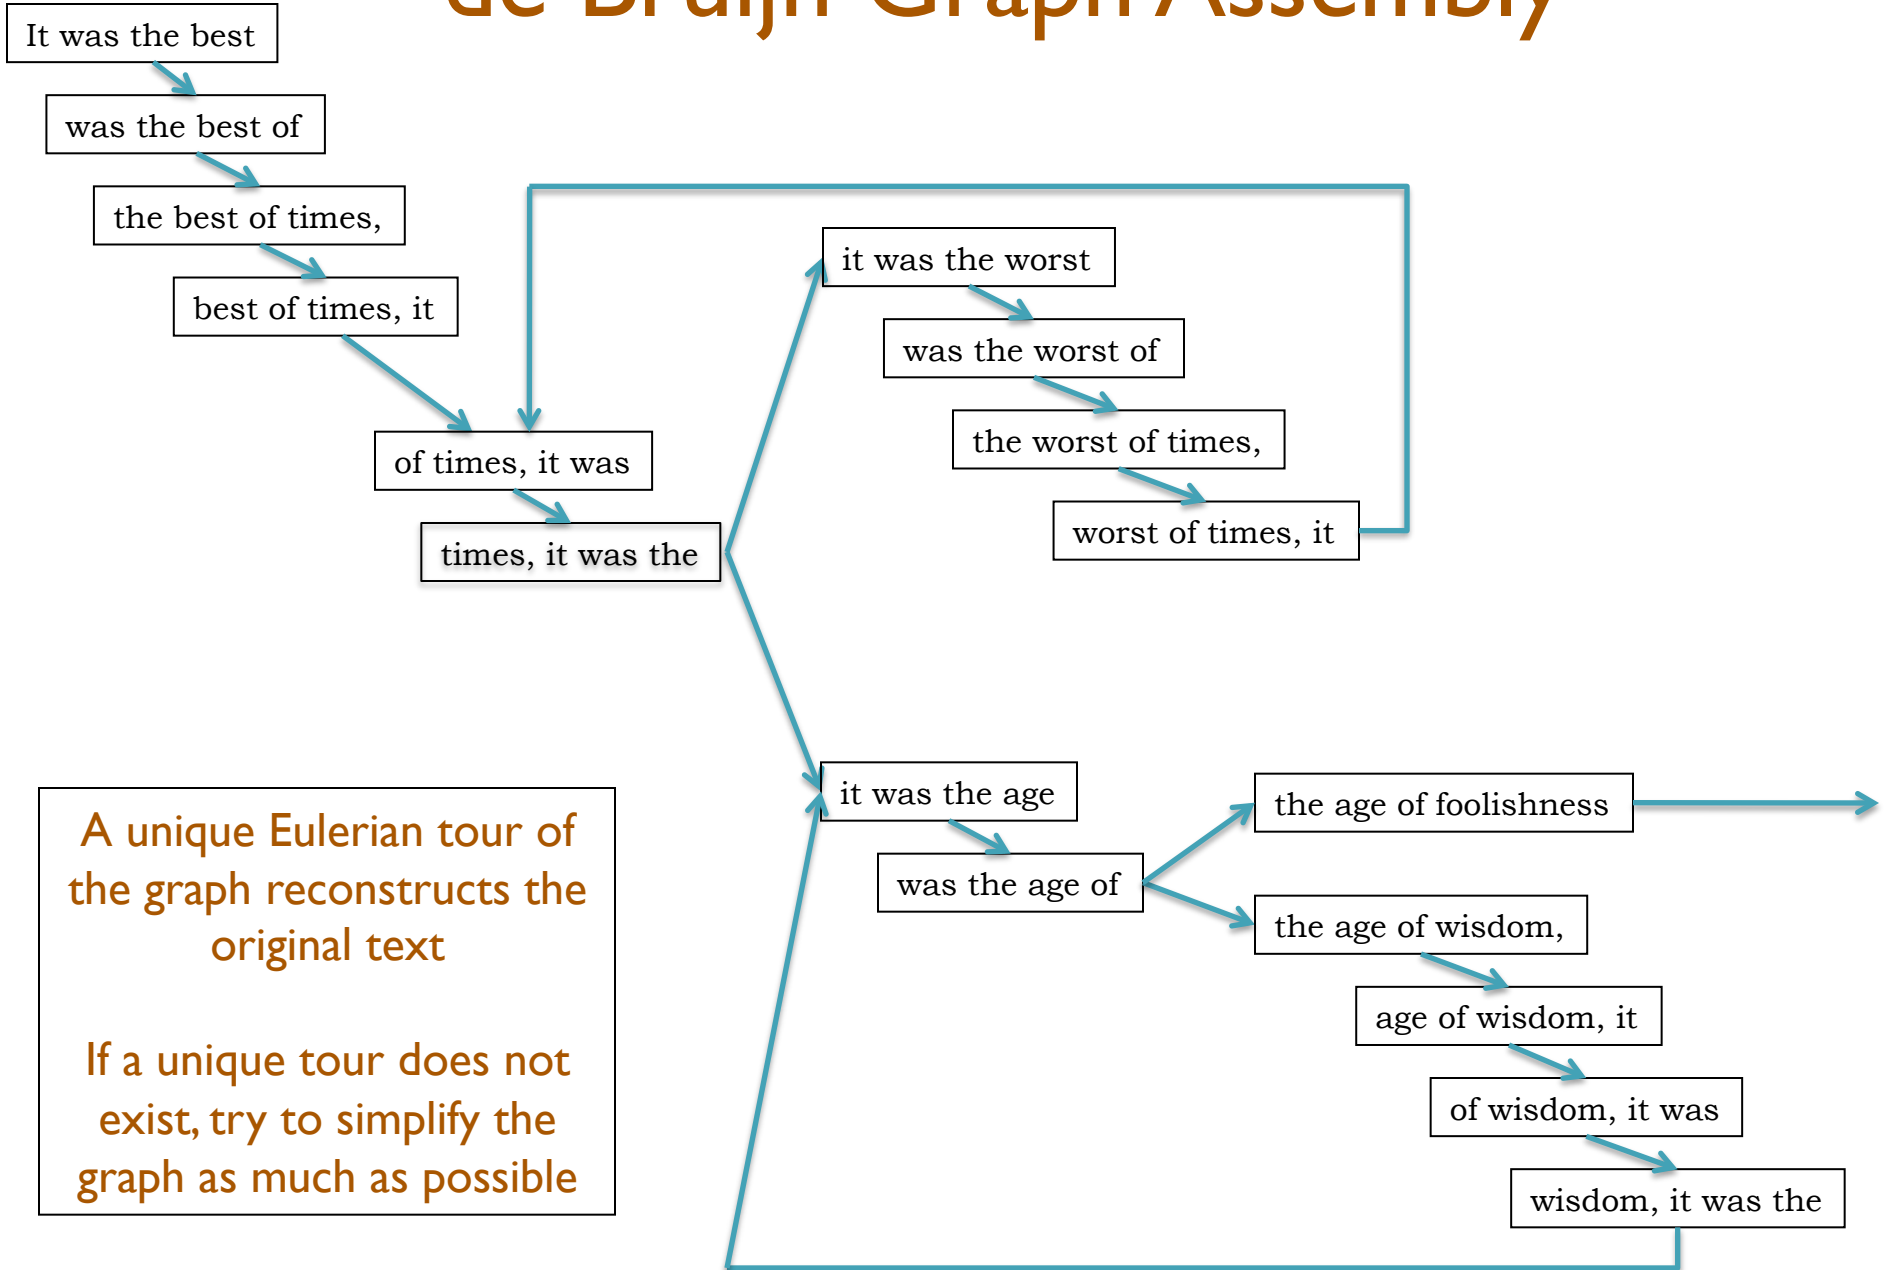 de Bruijn Graph Assembly
It was the best
was the best of
the best of times,
best of times, it
of times, it was
times, it was the
it was the worst
was the worst of
the worst of times,
worst of times, it
it was the age
was the age of
the age of foolishness
the age of wisdom,
age of wisdom, it
of wisdom, it was
wisdom, it was the
A unique Eulerian tour of
the graph reconstructs the
original text
If a unique tour does not
exist, try to simplify the
graph as much as possible